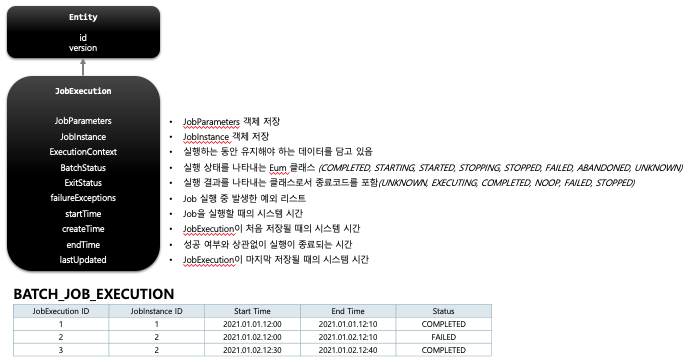 Entity
id
version
JobExecution
JobParameters • JobParameters 객체 저장
JobInstance • JobInstance 객체 저장
ExecutionContext • 실행하는 동안 유지해야 하는 데이터를 담고 있음
BatchStatus • 실행 상태를 나타내는 Eum 클래스 (COMPLETED, STARTING, STARTED, STOPPING, STOPPED, FAILED, ABANDONED, UNKNOWN)
ExitStatus • 실행 결과를 나타내는 클래스로서 종료코드를 포함(UNKNOWN, EXECUTING, COMPLETED, NOOP, FAILED, STOPPED)
failureExceptions • Job 실행 중 발생한 예외 리스트
startTime • Job을 실행할 때의 시스템 시간
createTime • JobExecution이 처음 저장될 때의 시스템 시간
endTime • 성공 여부와 상관없이 실행이 종료되는 시간
lastUpdated • JobExecution이 마지막 저장될 때의 시스템 시간
BATCH_JOB_EXECUTION
JobExecution ID JobInstance ID Start Time End Time Status
1 1 2021.01.01.12:00 2021.01.01.12:10 COMPLETED
2 2 2021.01.02.12:00 2021.01.02.12:10 FAILED
3 2 2021.01.02.12:30 2021.01.02.12:40 COMPLETED